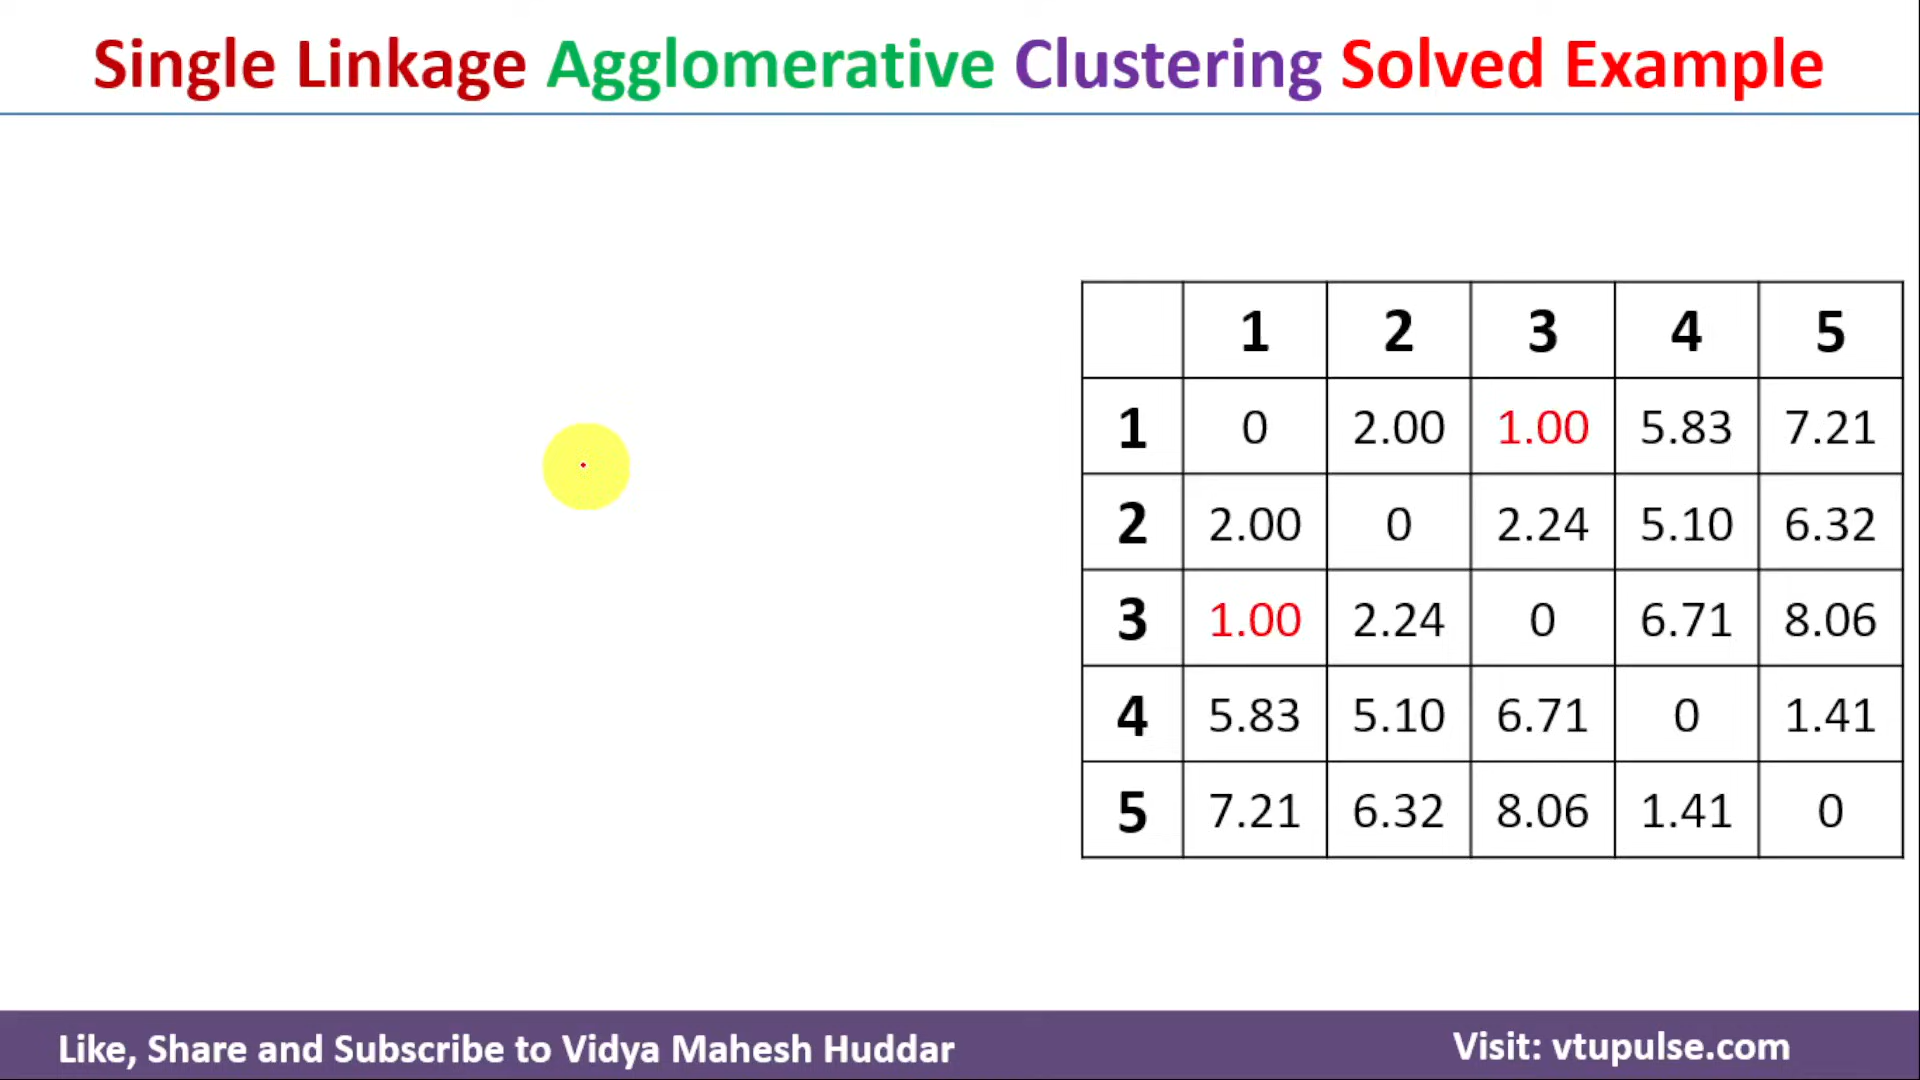 Single Linkage Agglomerative Clustering Solved Example
1 2 3 4 5
1 0 2.00 1.00 5.83 7.21
2 2.00 0 2.24 5.10 6.32
3 1.00 2.24 0 6.71 8.06
4 5.83 5.10 6.71 0 1.41
5 7.21 6.32 8.06 1.41 0
Like, Share and Subscribe to Vidya Mahesh Huddar
Visit: vtupulse.com